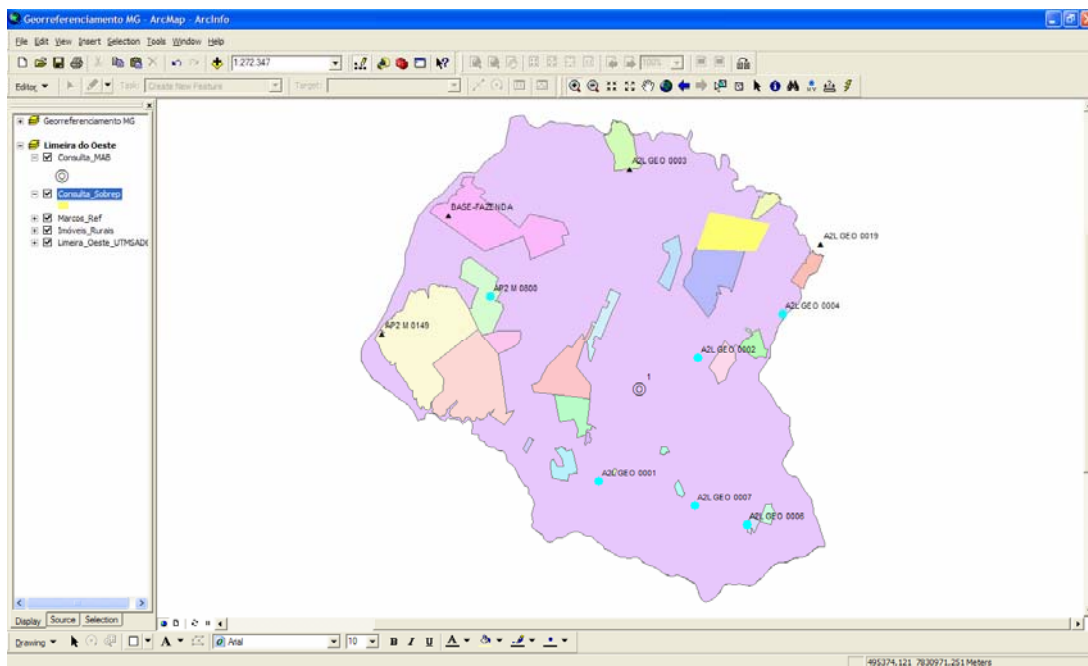 Georreferenciamento MG - ArcMap - ArcInfo
File Edit View Insert Selection Tools Window Help
1:272.347
100%
Editor Task: Create New Feature Target:
Georreferenciamento MG
Limeira do Oeste
Consulta_MAB
Consulta_Sobrep
Marcos_Ref
Imóveis_Rurais
Limeira_Oeste_UTMSAD6
A2L GEO 0003
BASE-FAZENDA
A2L GEO 0019
AP2 M 0800
A2L GEO 0004
AP2 M 0149
A2L GEO 0002
1
A2L GEO 0001
A2L GEO 0007
A2L GEO 0006
Display Source Selection
Drawing A Arial 10 B I U A
495374,121 7830971,251 Meters